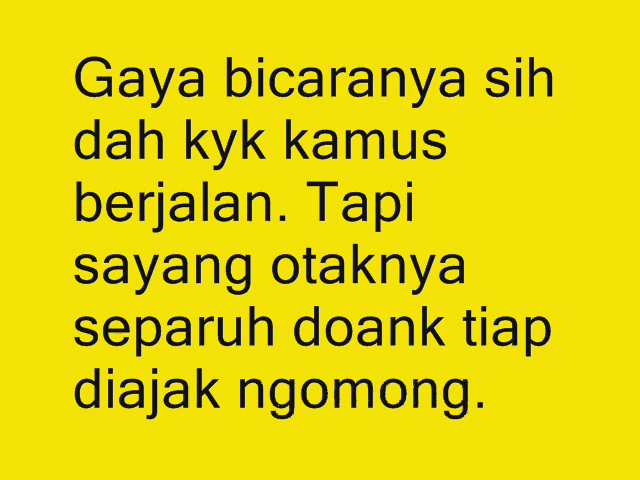 Gaya bicaranya sih
dah kyk kamus
berjalan. Tapi
sayang otaknya
separuh doank tiap
diajak ngomong.